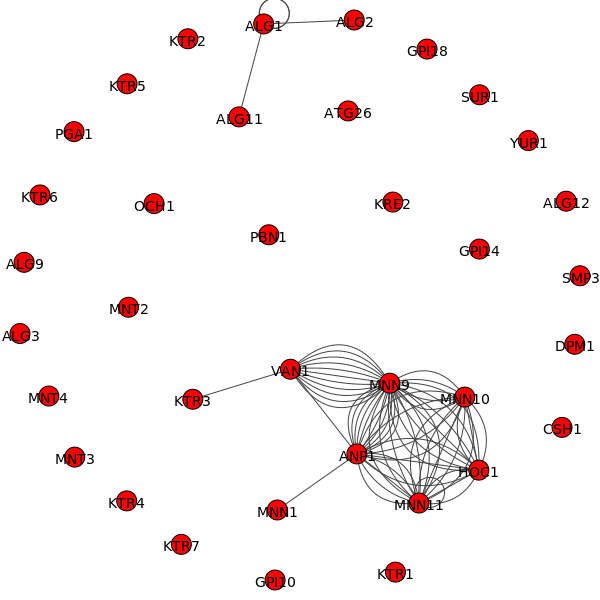 ALG1
ALG2
KTR2
GPI18
KTR5
SUR1
ALG11
ATG26
PGA1
YUR1
KTR6
OCH1
KRE2
ALG12
PBN1
GPI14
ALG9
SMP3
MNT2
ALG3
DPM1
VAN1
MNN9
MNT4
KTR3
MNN10
CSH1
MNT3
ANP1
HOC1
KTR4
MNN1
MNN11
KTR7
GPI10
KTR1